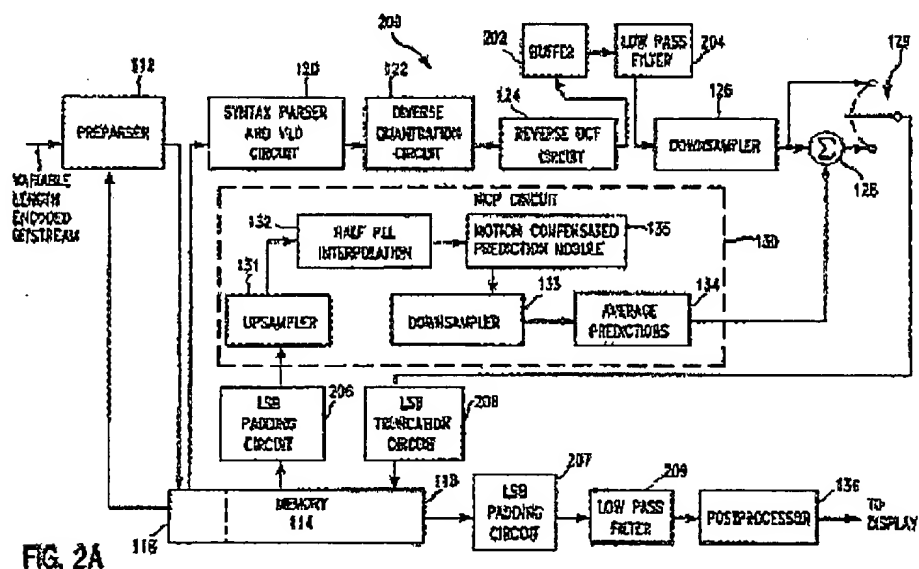 200
112
PREPARSER
VARIABLE
LENGTH
ENCODED
BITSTREAM
120
SYNTAX PARSER
AND VLD
CIRCUIT
122
INVERSE
QUANTIZATION
CIRCUIT
202
BUFFER
LOW PASS
FILTER
204
124
REVERSE DCT
CIRCUIT
126
DOWNSAMPLER
129
Σ
128
MCP CIRCUIT
130
132
HALF PEL
INTERPOLATION
135
MOTION COMPENSATED
PREDICTION MODULE
131
UPSAMPLER
133
DOWNSAMPLER
134
AVERAGE
PREDICTIONS
LSB
PADDING
CIRCUIT
206
LSB
TRUNCATION
CIRCUIT
208
116
MEMORY
114
118
207
LSB
PADDING
CIRCUIT
209
LOW PASS
FILTER
136
POSTPROCESSOR
TO
DISPLAY
FIG. 2A